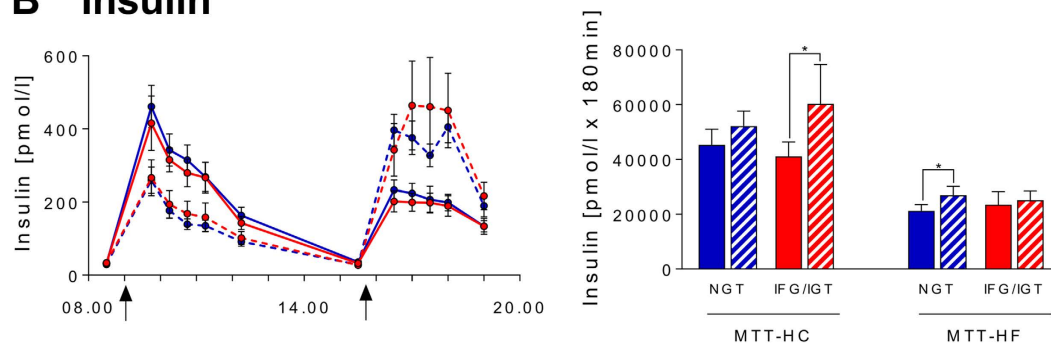 B Insulin
Insulin [pmol/l]
600
400
200
0
08.00
14.00
20.00
Insulin [pmol/l x 180min]
80000
60000
40000
20000
0
*
*
NGT
IFG/IGT
NGT
IFG/IGT
MTT-HC
MTT-HF